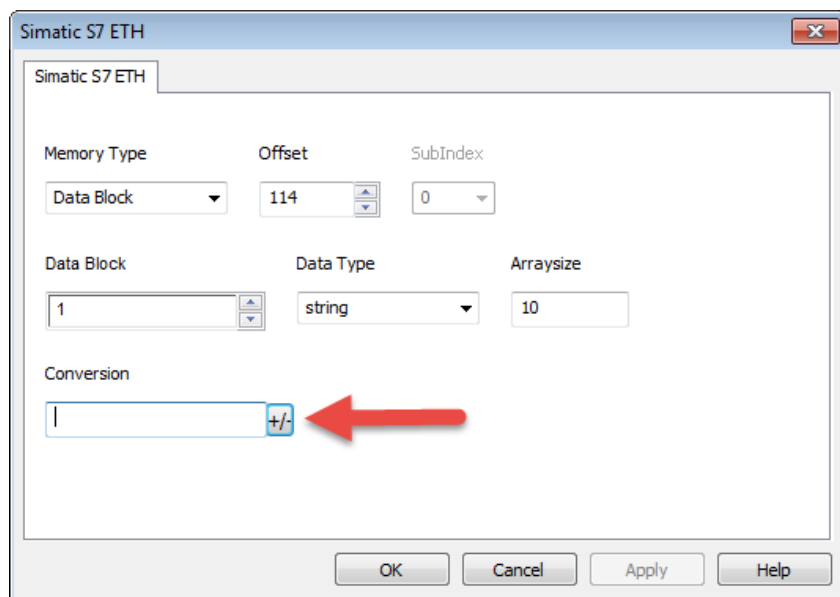 Simatic S7 ETH
Simatic S7 ETH
Memory Type Offset SubIndex
Data Block 114 0
Data Block Data Type Arraysize
1 string 10
Conversion
+/-
OK Cancel Apply Help